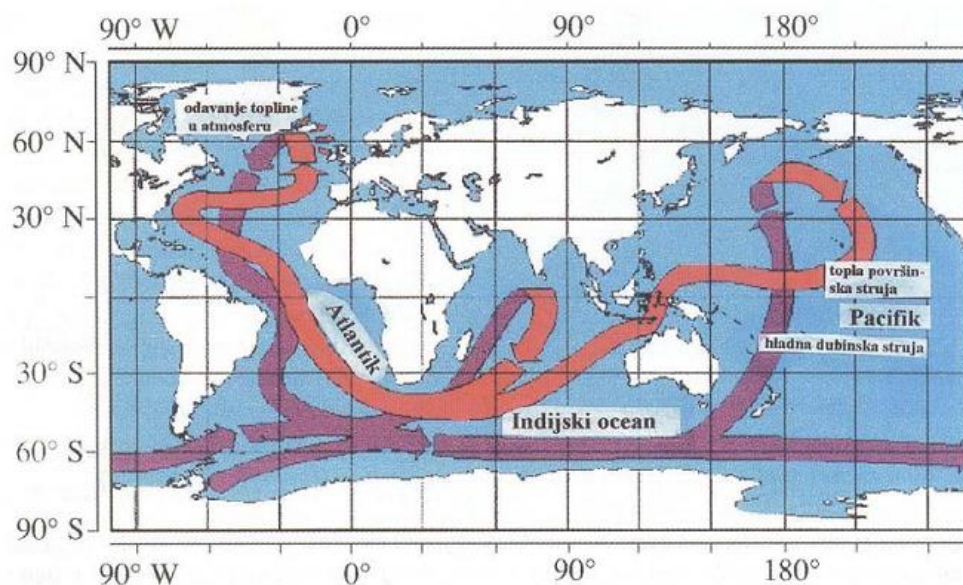 90° W 0° 90° 180°
90° N
odavanje topline
u atmosferu
60° N
30° N
topla površin-
ska struja
Atlantik
Pacifik
hladna dubinska struja
30° S
Indijski ocean
60° S
90° S
90° W 0° 90° 180°